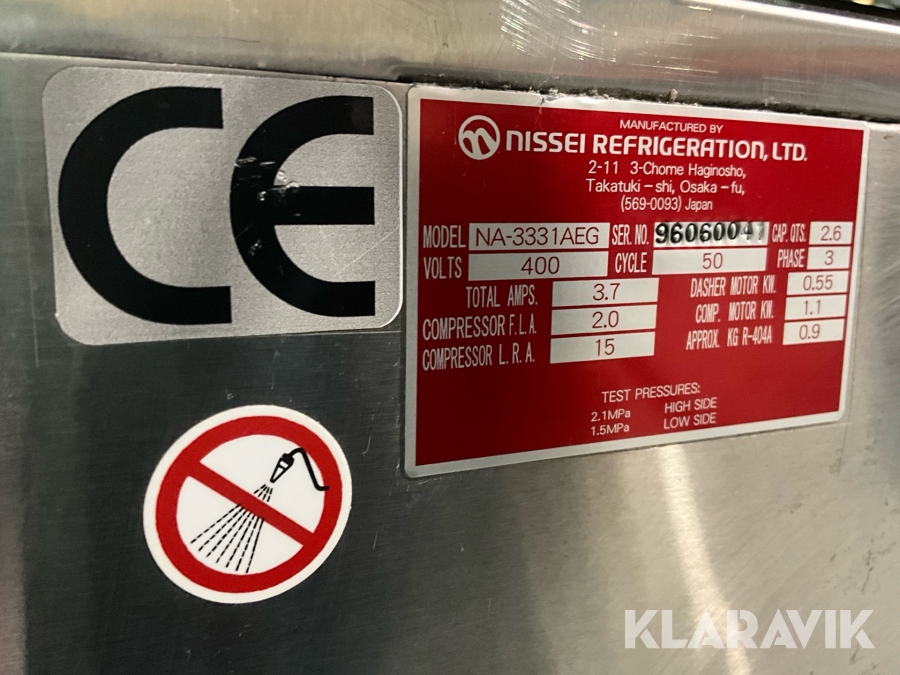 CE
MANUFACTURED BY
NISSEI REFRIGERATION, LTD.
2-11 3-Chome Haginosho,
Takatuki-shi, Osaka-fu,
(569-0093) Japan
MODEL NA-3331AEG SER. NO. 96060041 CAP. QTS. 2.6
VOLTS 400 CYCLE 50 PHASE 3
TOTAL AMPS. 3.7 DASHER MOTOR KW. 0.55
COMPRESSOR F.L.A. 2.0 COMP. MOTOR KW. 1.1
COMPRESSOR L.R.A. 15 APPROX. KG R-404A 0.9
TEST PRESSURES:
2.1MPa HIGH SIDE
1.5MPa LOW SIDE
KLARAVIK